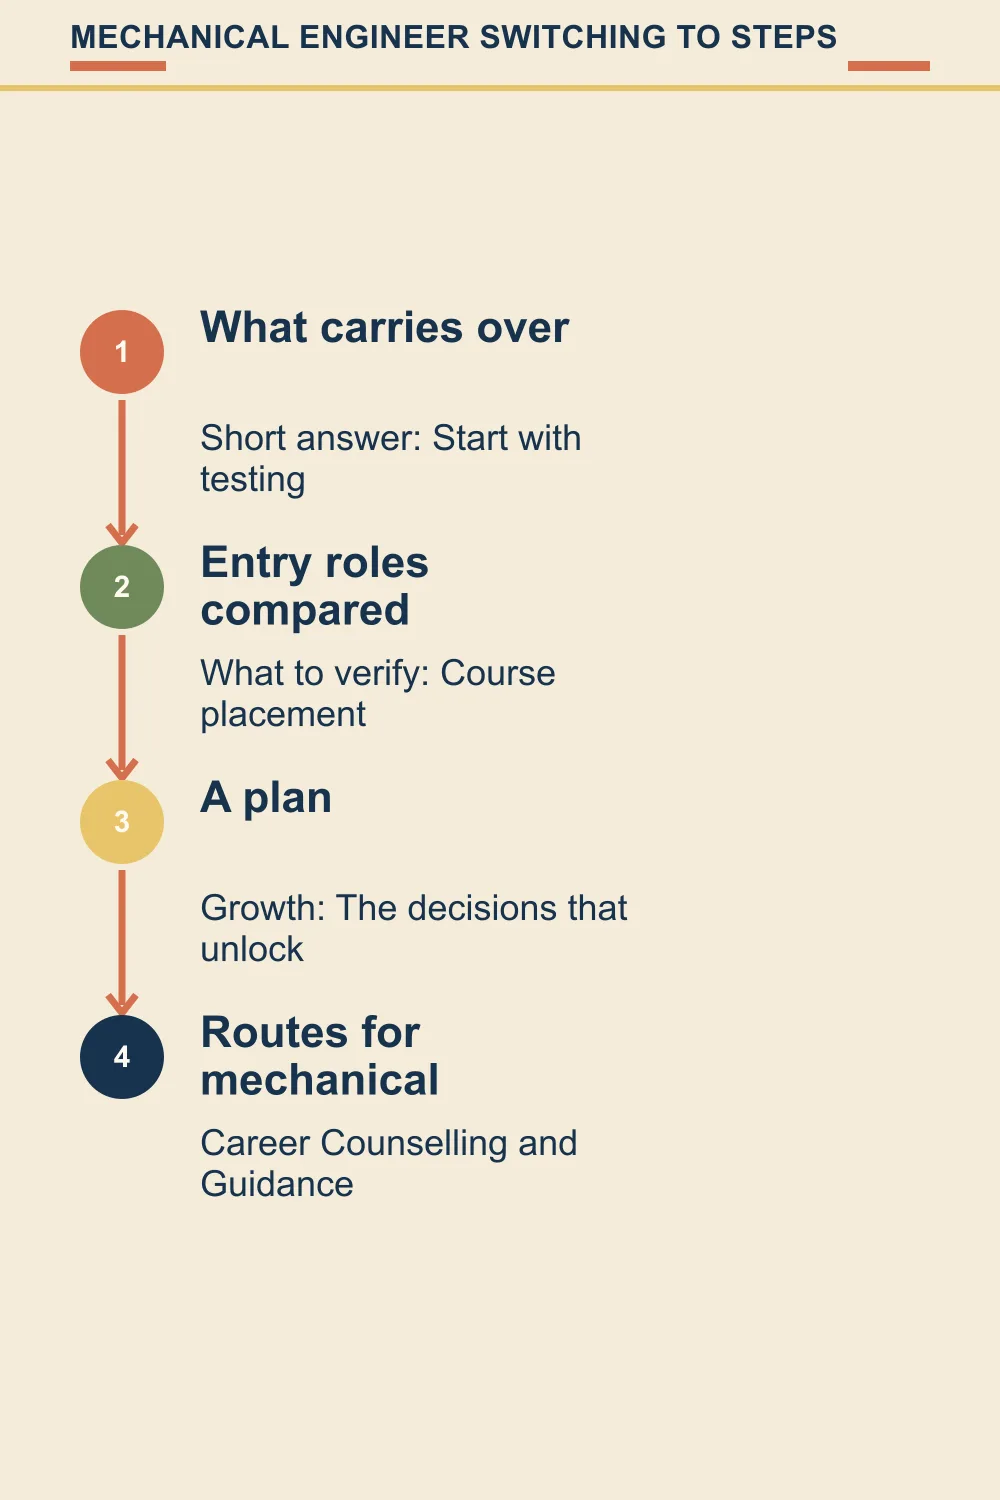 MECHANICAL ENGINEER SWITCHING TO STEPS
1
What carries over
Short answer: Start with
testing
2
Entry roles
compared
What to verify: Course
placement
3
A plan
Growth: The decisions that
unlock
4
Routes for
mechanical
Career Counselling and
Guidance